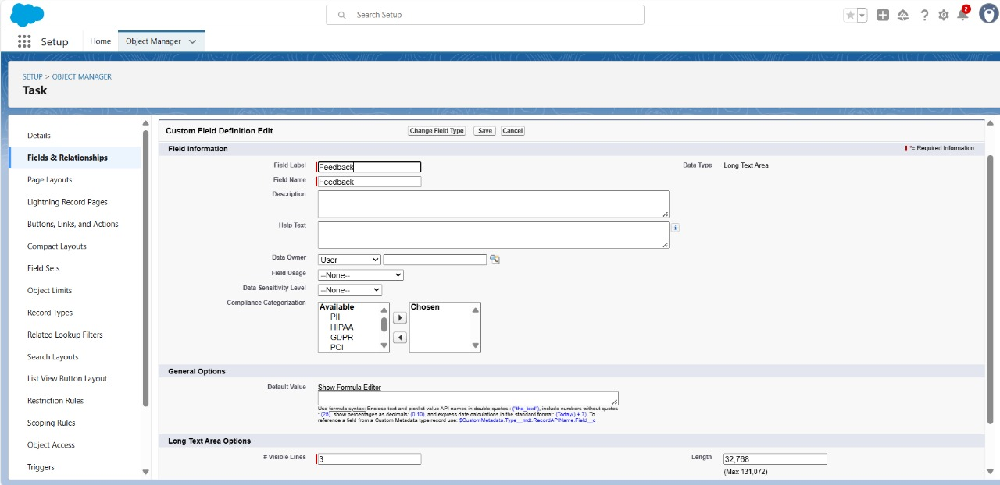 Search Setup
2
Setup
Home
Object Manager
SETUP > OBJECT MANAGER
Task
Details
Fields & Relationships
Page Layouts
Lightning Record Pages
Buttons, Links, and Actions
Compact Layouts
Field Sets
Object Limits
Record Types
Related Lookup Filters
Search Layouts
List View Button Layout
Restriction Rules
Scoping Rules
Object Access
Triggers
Custom Field Definition Edit
Change Field Type
Save
Cancel
Field Information
= Required Information
Field Label
Feedback
Data Type
Long Text Area
Field Name
Feedback
Description
Help Text
i
Data Owner
User
Field Usage
--None--
Data Sensitivity Level
--None--
Compliance Categorization
Available
PII
HIPAA
GDPR
PCI
Chosen
General Options
Default Value
Show Formula Editor
Use formula syntax: Enclose text and picklist value API names in double quotes : ("the_text"), include numbers without quotes
: (25), show percentages as decimals: (0.10), and express date calculations in the standard format: (Today() + 7), To
reference a field from a Custom Metadata type record use: $CustomMetadata.Type__mdt.RecordAPIName.Field__c
Long Text Area Options
# Visible Lines
3
Length
32,768
(Max 131,072)